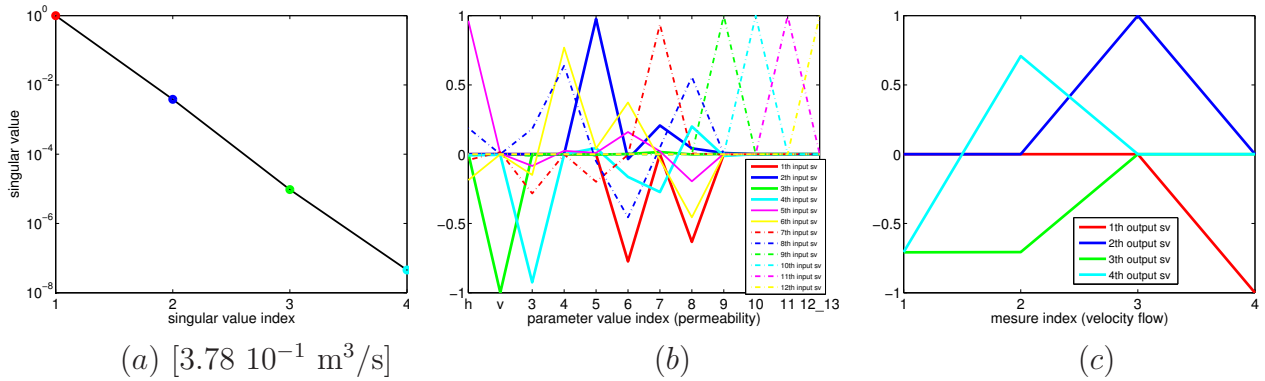 10^0
10^−2
10^−4
10^−6
10^−8
singular value
1 2 3 4
singular value index
(a) [3.78 10^−1 m^3/s]
1
0.5
0
−0.5
−1
h v 3 4 5 6 7 8 9 10 11 12_13
parameter value index (permeability)
1th input sv
2th input sv
3th input sv
4th input sv
5th input sv
6th input sv
7th input sv
8th input sv
9th input sv
10th input sv
11th input sv
12th input sv
(b)
1
0.5
0
−0.5
−1
1 2 3 4
mesure index (velocity flow)
1th output sv
2th output sv
3th output sv
4th output sv
(c)